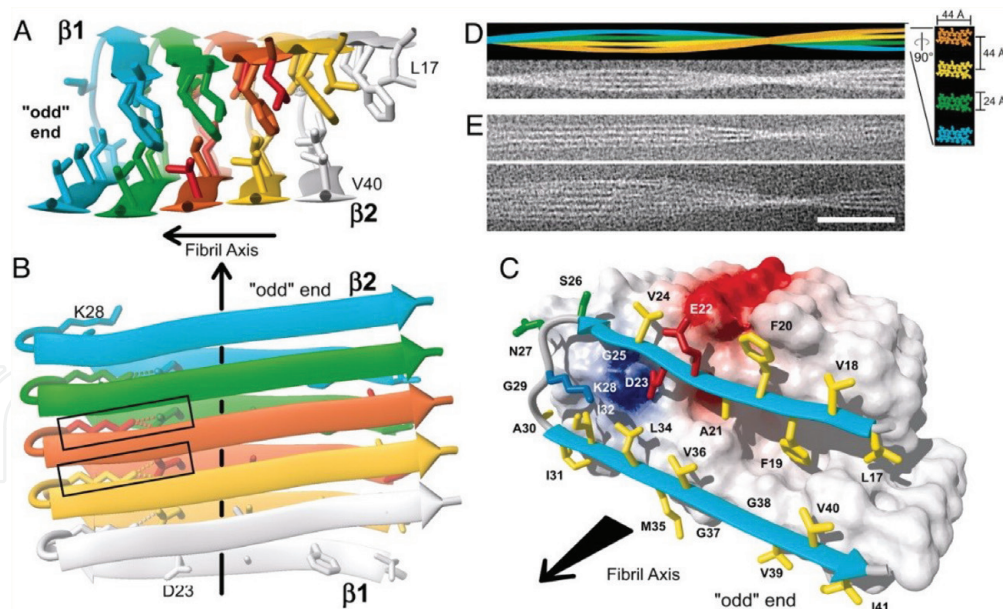 A
β1
L17
"odd"
end
V40
β2
Fibril Axis
D
90°
44 Å
44 Å
24 Å
E
B
"odd" end
β2
K28
D23
β1
C
S26
V24
E22
F20
N27
G25
V18
G29
K28
D23
I32
A30
L34
A21
I31
V36
F19
L17
G38
V40
M35
G37
Fibril Axis
V39
"odd" end
I41